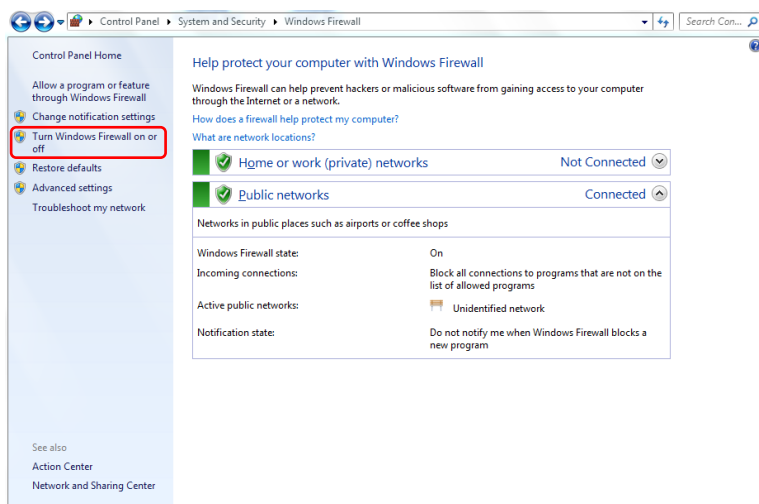 Control Panel ▸ System and Security ▸ Windows Firewall
Search Con...
Control Panel Home
Allow a program or feature
through Windows Firewall
Change notification settings
Turn Windows Firewall on or
off
Restore defaults
Advanced settings
Troubleshoot my network
See also
Action Center
Network and Sharing Center
Help protect your computer with Windows Firewall
Windows Firewall can help prevent hackers or malicious software from gaining access to your computer
through the Internet or a network.
How does a firewall help protect my computer?
What are network locations?
Home or work (private) networks Not Connected
Public networks Connected
Networks in public places such as airports or coffee shops
Windows Firewall state: On
Incoming connections: Block all connections to programs that are not on the
list of allowed programs
Active public networks: Unidentified network
Notification state: Do not notify me when Windows Firewall blocks a
new program